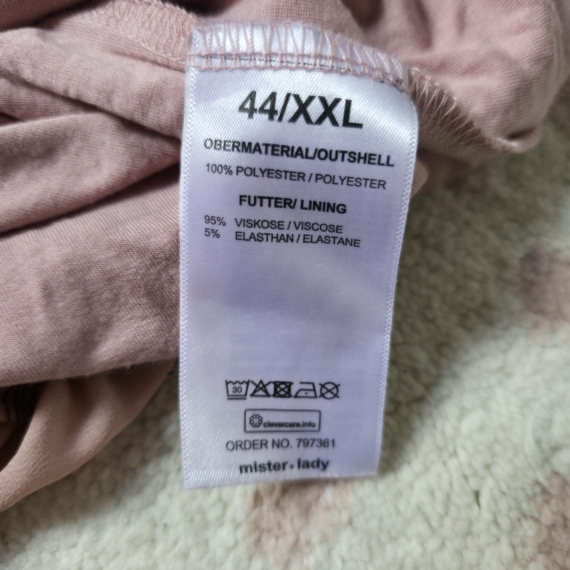 44/XXL
OBERMATERIAL/OUTSHELL
100% POLYESTER / POLYESTER
FUTTER/ LINING
95% VISKOSE / VISCOSE
5% ELASTHAN / ELASTANE
30
clevercare.info
ORDER NO. 797361
mister•lady